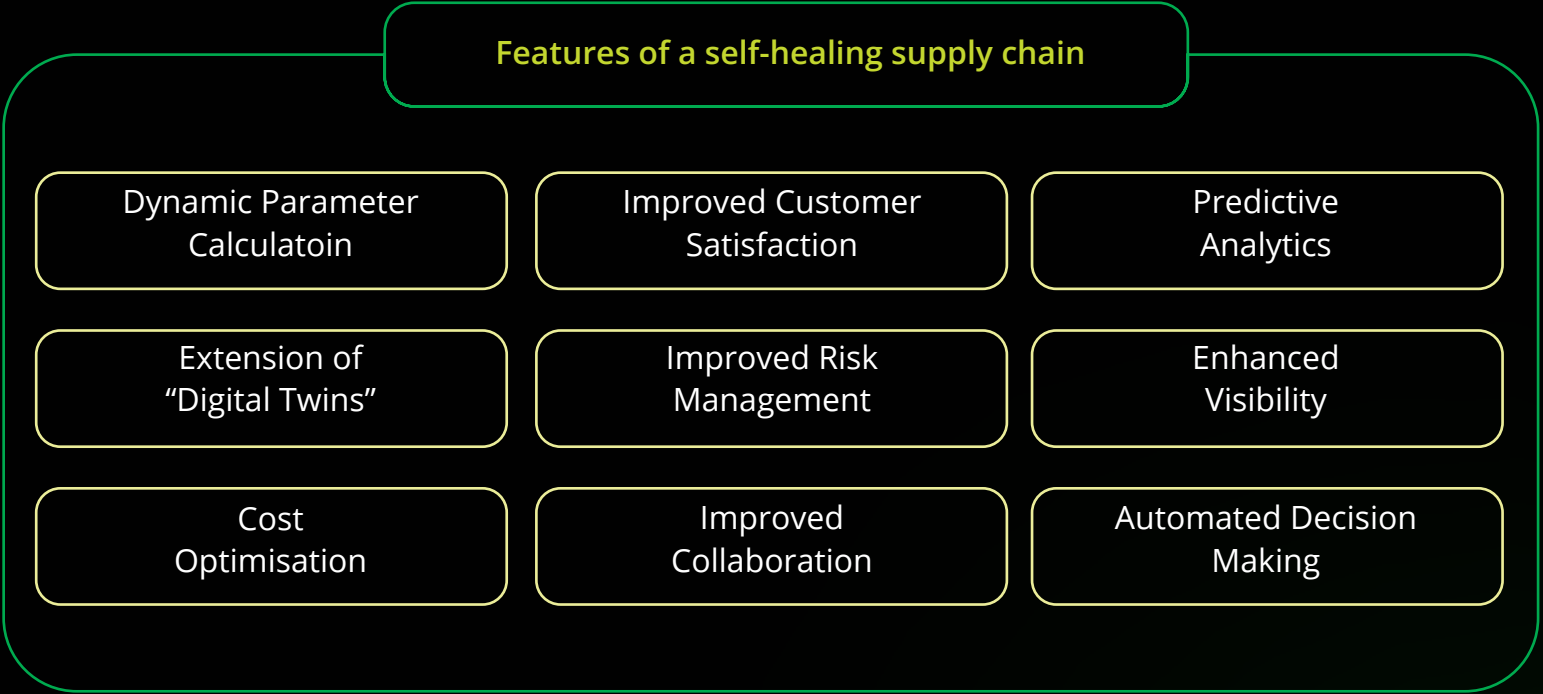 Features of a self-healing supply chain
Dynamic Parameter
Calculatoin
Improved Customer
Satisfaction
Predictive
Analytics
Extension of
“Digital Twins”
Improved Risk
Management
Enhanced
Visibility
Cost
Optimisation
Improved
Collaboration
Automated Decision
Making